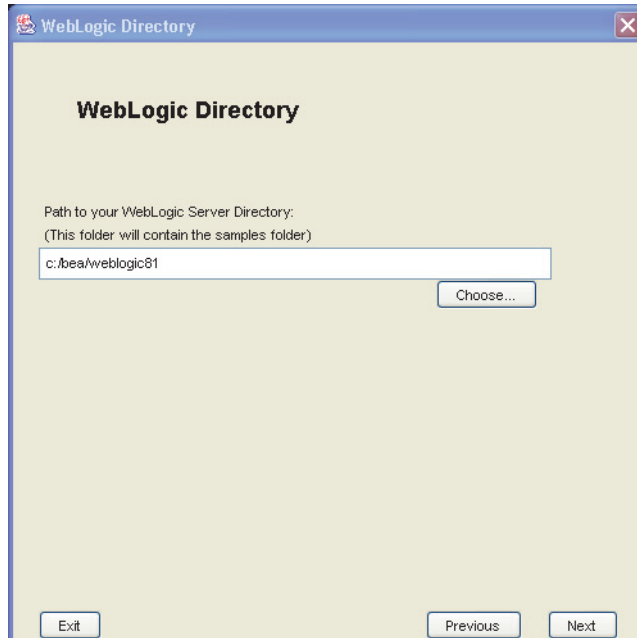 WebLogic Directory
WebLogic Directory
Path to your WebLogic Server Directory:
(This folder will contain the samples folder)
c:/bea/weblogic81
Choose...
Exit Previous Next